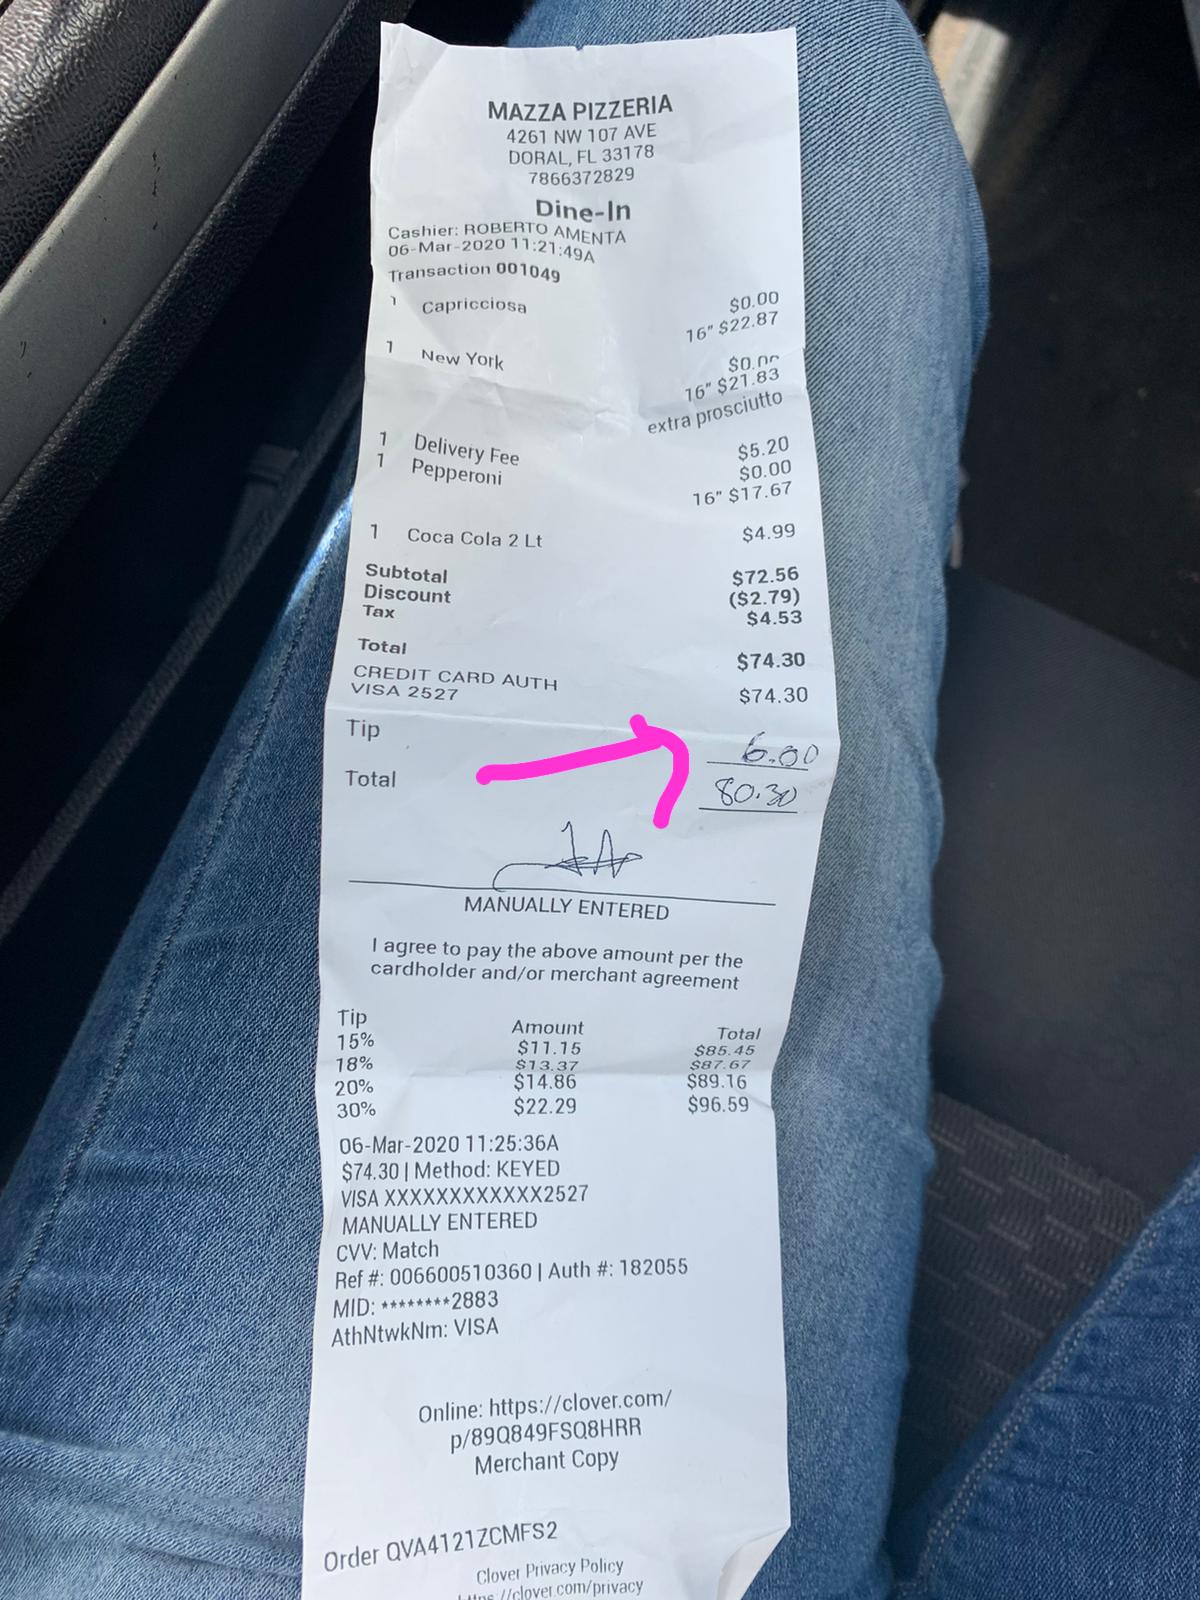 MAZZA PIZZERIA
4261 NW 107 AVE
DORAL, FL 33178
7866372829
Dine-In
Cashier: ROBERTO AMENTA
06-Mar-2020 11:21:49A
Transaction 001049
1 Capricciosa $0.00
16" $22.87
1 New York $0.00
16" $21.83
extra prosciutto
1 Delivery Fee $5.20
1 Pepperoni $0.00
16" $17.67
1 Coca Cola 2 Lt $4.99
Subtotal $72.56
Discount ($2.79)
Tax $4.53
Total $74.30
CREDIT CARD AUTH
VISA 2527 $74.30
Tip 6.00
Total 80.30
MANUALLY ENTERED
I agree to pay the above amount per the
cardholder and/or merchant agreement
Tip Amount Total
15% $11.15 $85.45
18% $13.37 $87.67
20% $14.86 $89.16
30% $22.29 $96.59
06-Mar-2020 11:25:36A
$74.30 | Method: KEYED
VISA XXXXXXXXXXXX2527
MANUALLY ENTERED
CVV: Match
Ref #: 006600510360 | Auth #: 182055
MID: ********2883
AthNtwkNm: VISA
Online: https://clover.com/
p/89Q849FSQ8HRR
Merchant Copy
Order QVA4121ZCMFS2
Clover Privacy Policy
https://clover.com/privacy